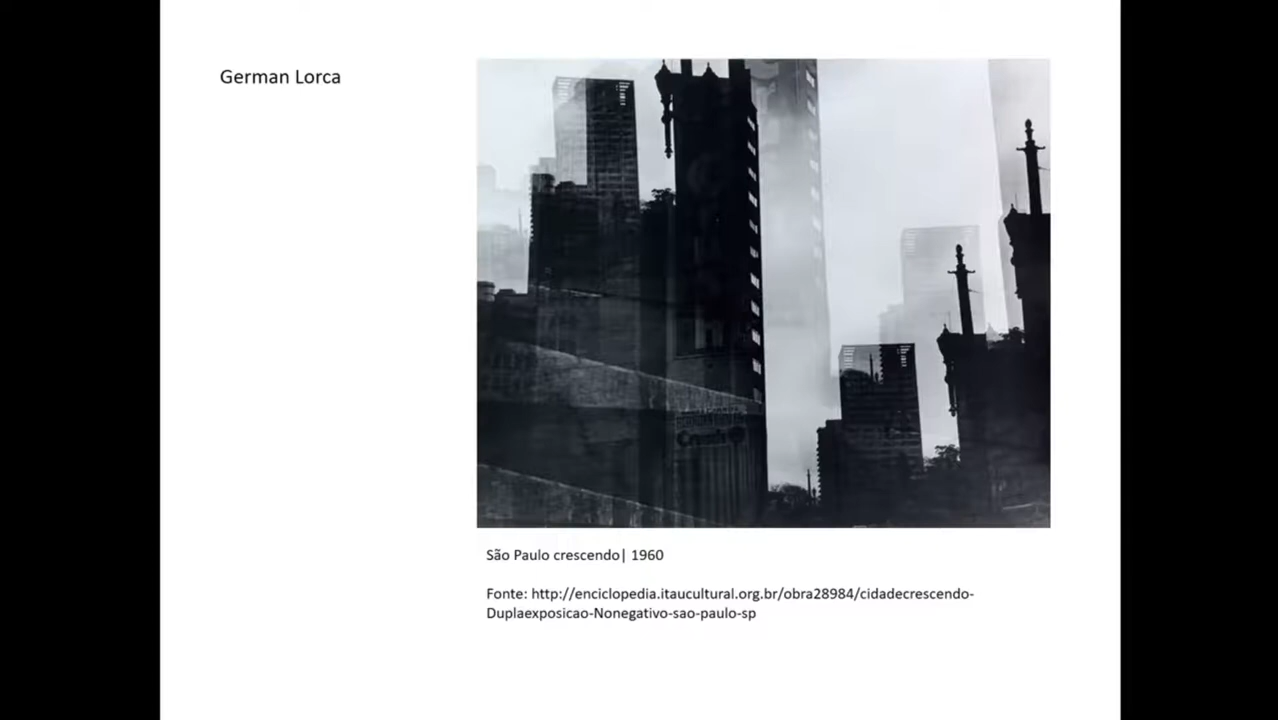 German Lorca
São Paulo crescendo| 1960
Fonte: http://enciclopedia.itaucultural.org.br/obra28984/cidadecrescendo-
Duplaexposicao-Nonegativo-sao-paulo-sp